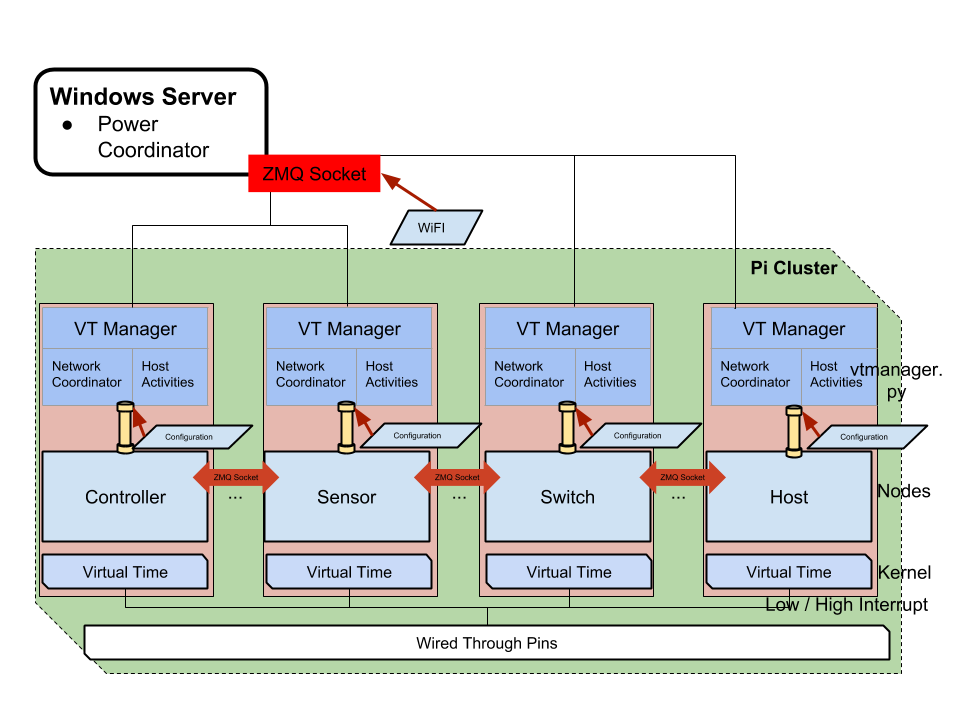 Windows Server
● Power
Coordinator
ZMQ Socket
WiFI
Pi Cluster
VT Manager
VT Manager
VT Manager
VT Manager
Network
Coordinator
Host
Activities
Network
Coordinator
Host
Activities
Network
Coordinator
Host
Activities
Network
Coordinator
Host
Activities
vtmanager.
py
Configuration
Configuration
Configuration
Configuration
Controller
ZMQ Socket
...
Sensor
ZMQ Socket
...
Switch
ZMQ Socket
...
Host
Nodes
Virtual Time
Virtual Time
Virtual Time
Virtual Time
Kernel
Low / High Interrupt
Wired Through Pins